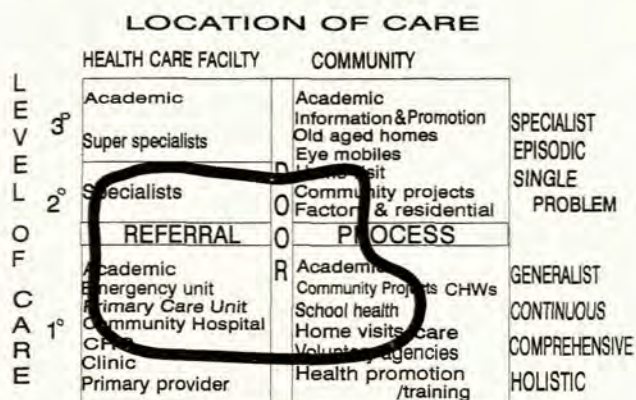 LOCATION OF CARE
HEALTH CARE FACILTY
COMMUNITY
LEVEL OF CARE
3°
2°
1°
Academic
Super specialists
Specialists
REFERRAL
Academic
Emergency unit
Primary Care Unit
Community Hospital
Clinic
Primary provider
DOOR
Academic
Information & Promotion
Old aged homes
Eye mobiles
Community projects
& residential
PROCESS
Academic
Community Projects CHWs
School health
Home visits care
Voluntary agencies
Health promotion
/training
SPECIALIST
EPISODIC
SINGLE
PROBLEM
GENERALIST
CONTINUOUS
COMPREHENSIVE
HOLISTIC